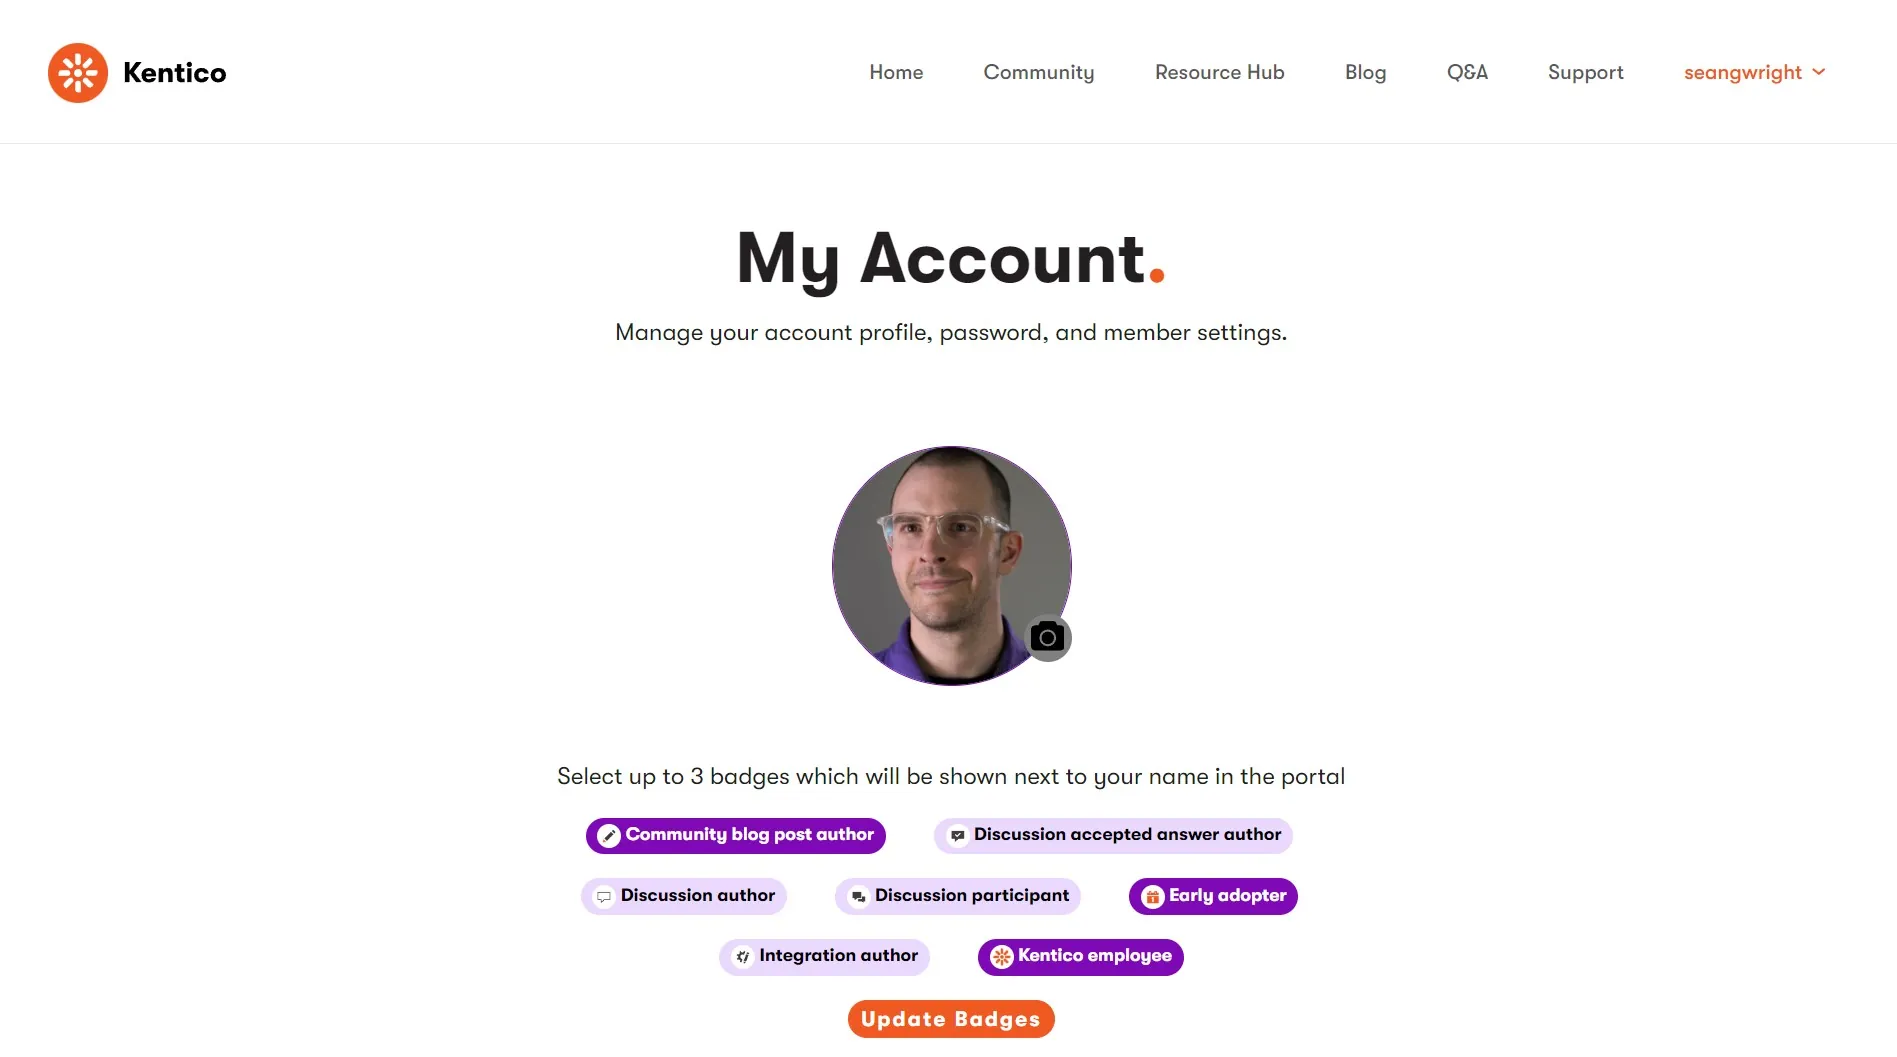 Kentico
Home Community Resource Hub Blog Q&A Support seangwright
My Account.
Manage your account profile, password, and member settings.
Select up to 3 badges which will be shown next to your name in the portal
Community blog post author Discussion accepted answer author
Discussion author Discussion participant Early adopter
Integration author Kentico employee
Update Badges